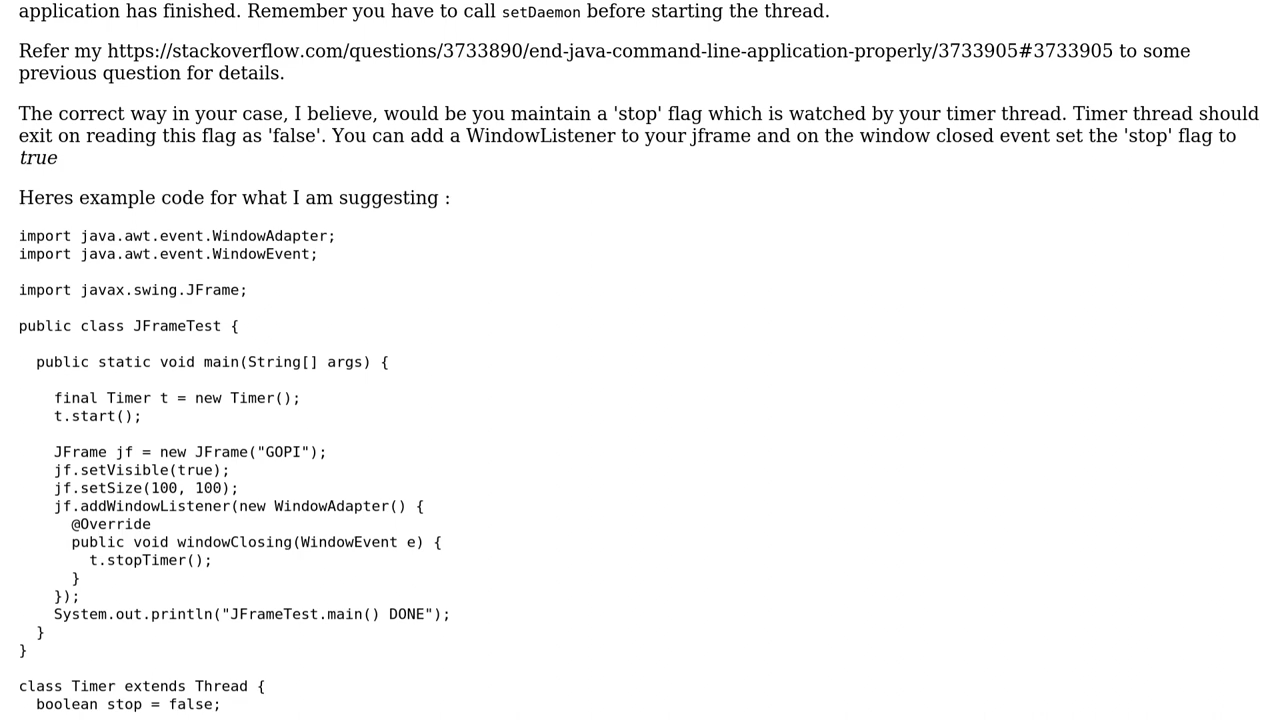 application has finished. Remember you have to call setDaemon before starting the thread.
Refer my https://stackoverflow.com/questions/3733890/end-java-command-line-application-properly/3733905#3733905 to some
previous question for details.
The correct way in your case, I believe, would be you maintain a 'stop' flag which is watched by your timer thread. Timer thread should
exit on reading this flag as 'false'. You can add a WindowListener to your jframe and on the window closed event set the 'stop' flag to
true
Heres example code for what I am suggesting :
import java.awt.event.WindowAdapter;
import java.awt.event.WindowEvent;
import javax.swing.JFrame;
public class JFrameTest {
  public static void main(String[] args) {
    final Timer t = new Timer();
    t.start();
    JFrame jf = new JFrame("GOPI");
    jf.setVisible(true);
    jf.setSize(100, 100);
    jf.addWindowListener(new WindowAdapter() {
      @Override
      public void windowClosing(WindowEvent e) {
        t.stopTimer();
      }
    });
    System.out.println("JFrameTest.main() DONE");
  }
}
class Timer extends Thread {
  boolean stop = false;